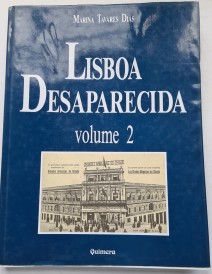 MARINA TAVARES DIAS
LISBOA
DESAPARECIDA
volume 2
Quimera